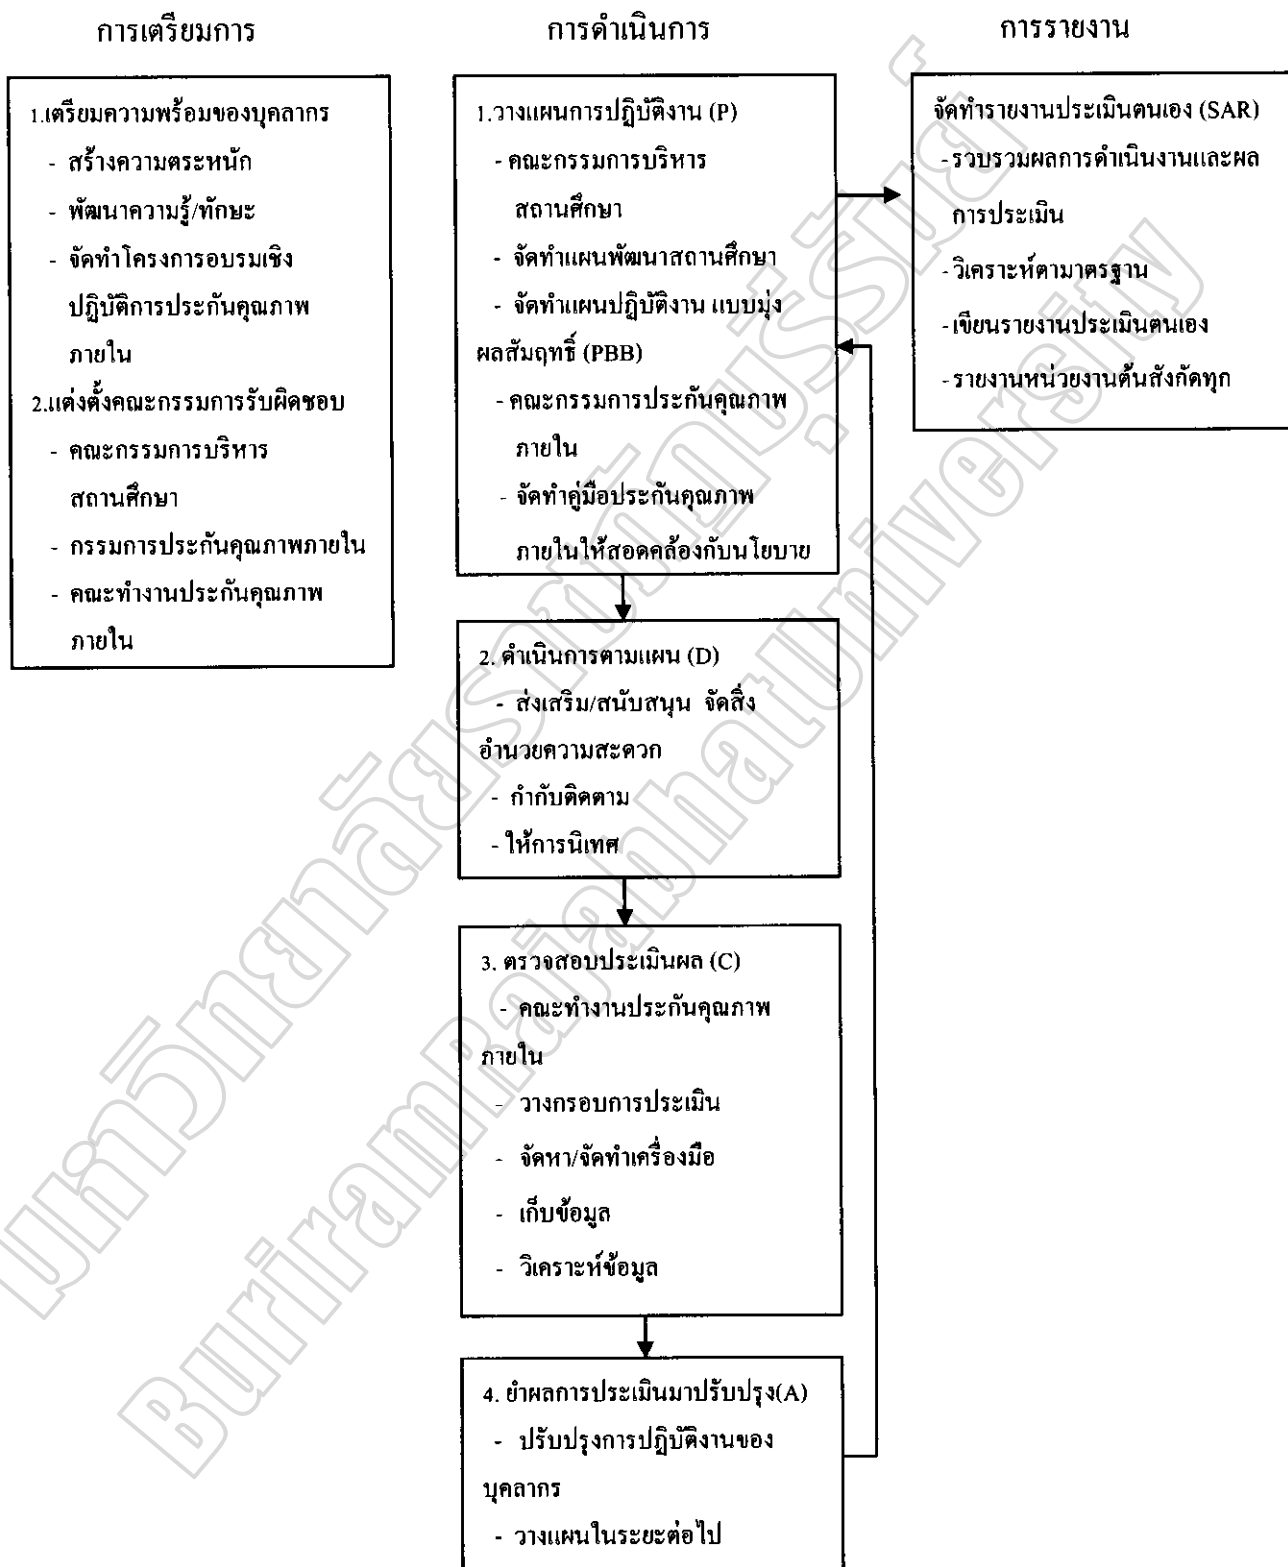 การเตรียมการ
1.เตรียมความพร้อมของบุคลากร
- สร้างความตระหนัก
- พัฒนาความรู้/ทักษะ
- จัดทำโครงการอบรมเชิง
ปฏิบัติการประกันคุณภาพ
ภายใน
2.แต่งตั้งคณะกรรมการรับผิดชอบ
- คณะกรรมการบริหาร
สถานศึกษา
- กรรมการประกันคุณภาพภายใน
- คณะทำงานประกันคุณภาพ
ภายใน
การดำเนินการ
1.วางแผนการปฏิบัติงาน (P)
- คณะกรรมการบริหาร
สถานศึกษา
- จัดทำแผนพัฒนาสถานศึกษา
- จัดทำแผนปฏิบัติงาน แบบมุ่ง
ผลสัมฤทธิ์ (PBB)
- คณะกรรมการประกันคุณภาพ
ภายใน
- จัดทำคู่มือประกันคุณภาพ
ภายในให้สอดคล้องกับนโยบาย
2. ดำเนินการตามแผน (D)
- ส่งเสริม/สนับสนุน จัดสิ่ง
อำนวยความสะดวก
- กำกับติดตาม
- ให้การนิเทศ
3. ตรวจสอบประเมินผล (C)
- คณะทำงานประกันคุณภาพ
ภายใน
- วางกรอบการประเมิน
- จัดหา/จัดทำเครื่องมือ
- เก็บข้อมูล
- วิเคราะห์ข้อมูล
4. ยำผลการประเมินมาปรับปรุง(A)
- ปรับปรุงการปฏิบัติงานของ
บุคลากร
- วางแผนในระยะต่อไป
การรายงาน
จัดทำรายงานประเมินตนเอง (SAR)
-รวบรวมผลการดำเนินงานและผล
การประเมิน
-วิเคราะห์ตามาตรฐาน
-เขียนรายงานประเมินตนเอง
-รายงานหน่วยงานต้นสังกัดทุก
มหาวิทยาลัยราชภัฏบุรีรัมย์
BuriramRajabhatUniversity